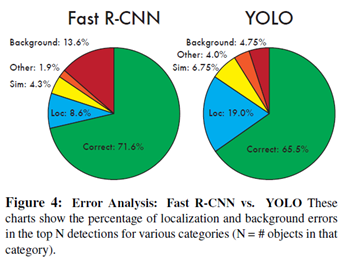 Fast R-CNN
YOLO
Background: 13.6%
Other: 1.9%
Sim: 4.3%
Loc: 8.6%
Correct: 71.6%
Background: 4.75%
Other: 4.0%
Sim: 6.75%
Loc: 19.0%
Correct: 65.5%
Figure 4: Error Analysis: Fast R-CNN vs. YOLO These
charts show the percentage of localization and background errors
in the top N detections for various categories (N = # objects in that
category).